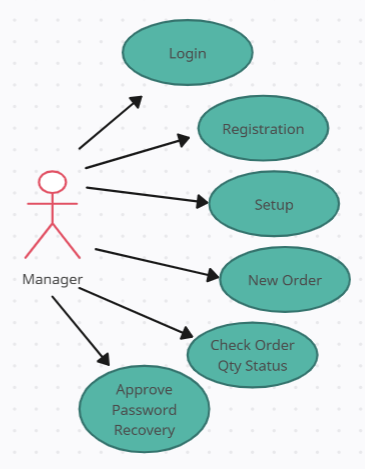 Login
Registration
Setup
New Order
Manager
Check Order
Qty Status
Approve
Password
Recovery